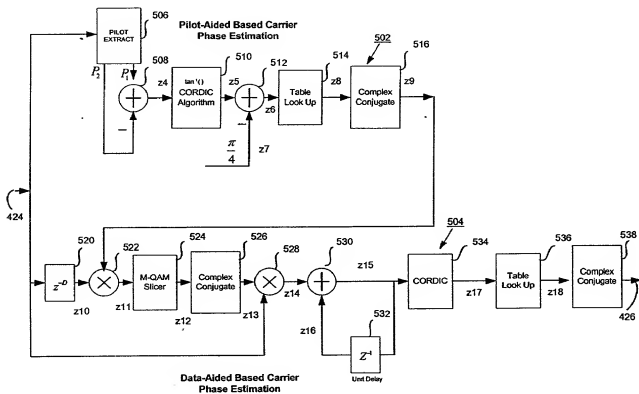 Pilot-Aided Based Carrier
Phase Estimation
506
PILOT
EXTRACT
P2
P1
508
z4
510
tan⁻¹()
CORDIC
Algorithm
z5
512
z6
π/4
z7
514
Table
Look Up
z8
502
516
Complex
Conjugate
z9
424
520
z^-D
z10
522
z11
524
M-QAM
Slicer
z12
526
Complex
Conjugate
z13
528
z14
530
z15
z16
532
Z^-1
Unit Delay
504
534
CORDIC
z17
536
Table
Look Up
z18
538
Complex
Conjugate
426
Data-Aided Based Carrier
Phase Estimation